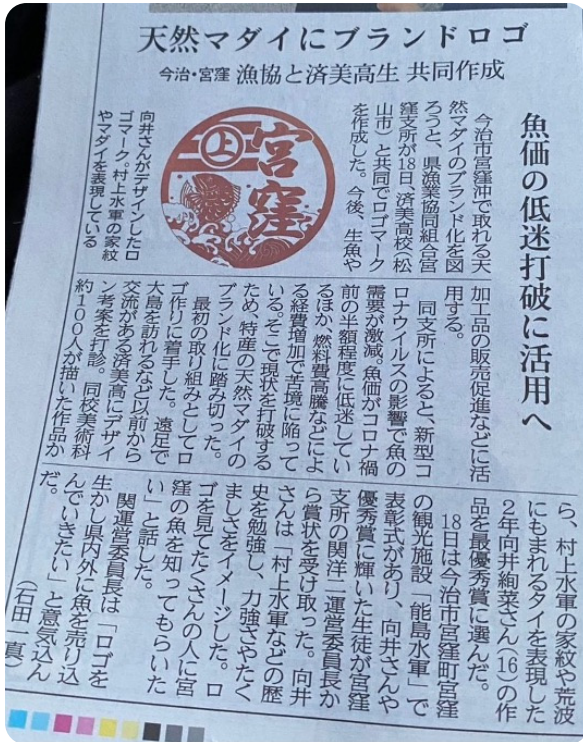 天然マダイにブランドロゴ
今治・宮窪 漁協と済美高生 共同作成
魚価の低迷打破に活用へ
今治市宮窪沖で取れる天
然マダイのブランド化を図
ろうと、県漁業協同組合宮
窪支所が18日、済美高校(松
山市)と共同でロゴマーク
を作成した。今後、生魚や
宮窪
上
向井さんがデザインしたロ
ゴマーク。村上水軍の家紋
やマダイを表現している
加工品の販売促進などに活
用する。
同支所によると、新型コ
ロナウイルスの影響で魚の
需要が激減。魚価がコロナ禍
前の半額程度に低迷してい
るほか、燃料費高騰などによ
る経費増加で苦境に陥って
いる。そこで現状を打破する
ため、特産の天然マダイの
ブランド化に踏み切った。
最初の取り組みとしてロ
ゴ作りに着手した。遠足で
大島を訪れるなど以前から
交流がある済美高にデザイ
ン考案を打診。同校美術科
約100人が描いた作品か
ら、村上水軍の家紋や荒波
にもまれるタイを表現した
2年向井絢菜さん(16)の作
品を最優秀賞に選んだ。
18日は今治市宮窪町宮窪
の観光施設「能島水軍」で
表彰式があり、向井さんや
優秀賞に輝いた生徒が宮窪
支所の関洋二運営委員長か
ら賞状を受け取った。向井
さんは「村上水軍などの歴
史を勉強し、力強さやたく
ましさをイメージした。ロ
ゴを見てたくさんの人に宮
窪の魚を知ってもらいた
い」と話した。
関運営委員長は「ロゴを
生かし県内外に魚を売り込
んでいきたい」と意気込ん
だ。
(石田一真)